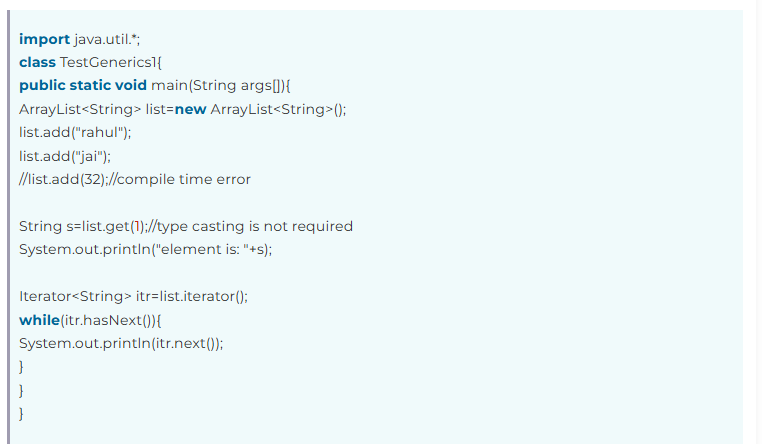 import java.util.*;
class TestGenerics1{
public static void main(String args[]){
ArrayList<String> list=new ArrayList<String>();
list.add("rahul");
list.add("jai");
//list.add(32);//compile time error
String s=list.get(1);//type casting is not required
System.out.println("element is: "+s);
Iterator<String> itr=list.iterator();
while(itr.hasNext()){
System.out.println(itr.next());
}
}
}